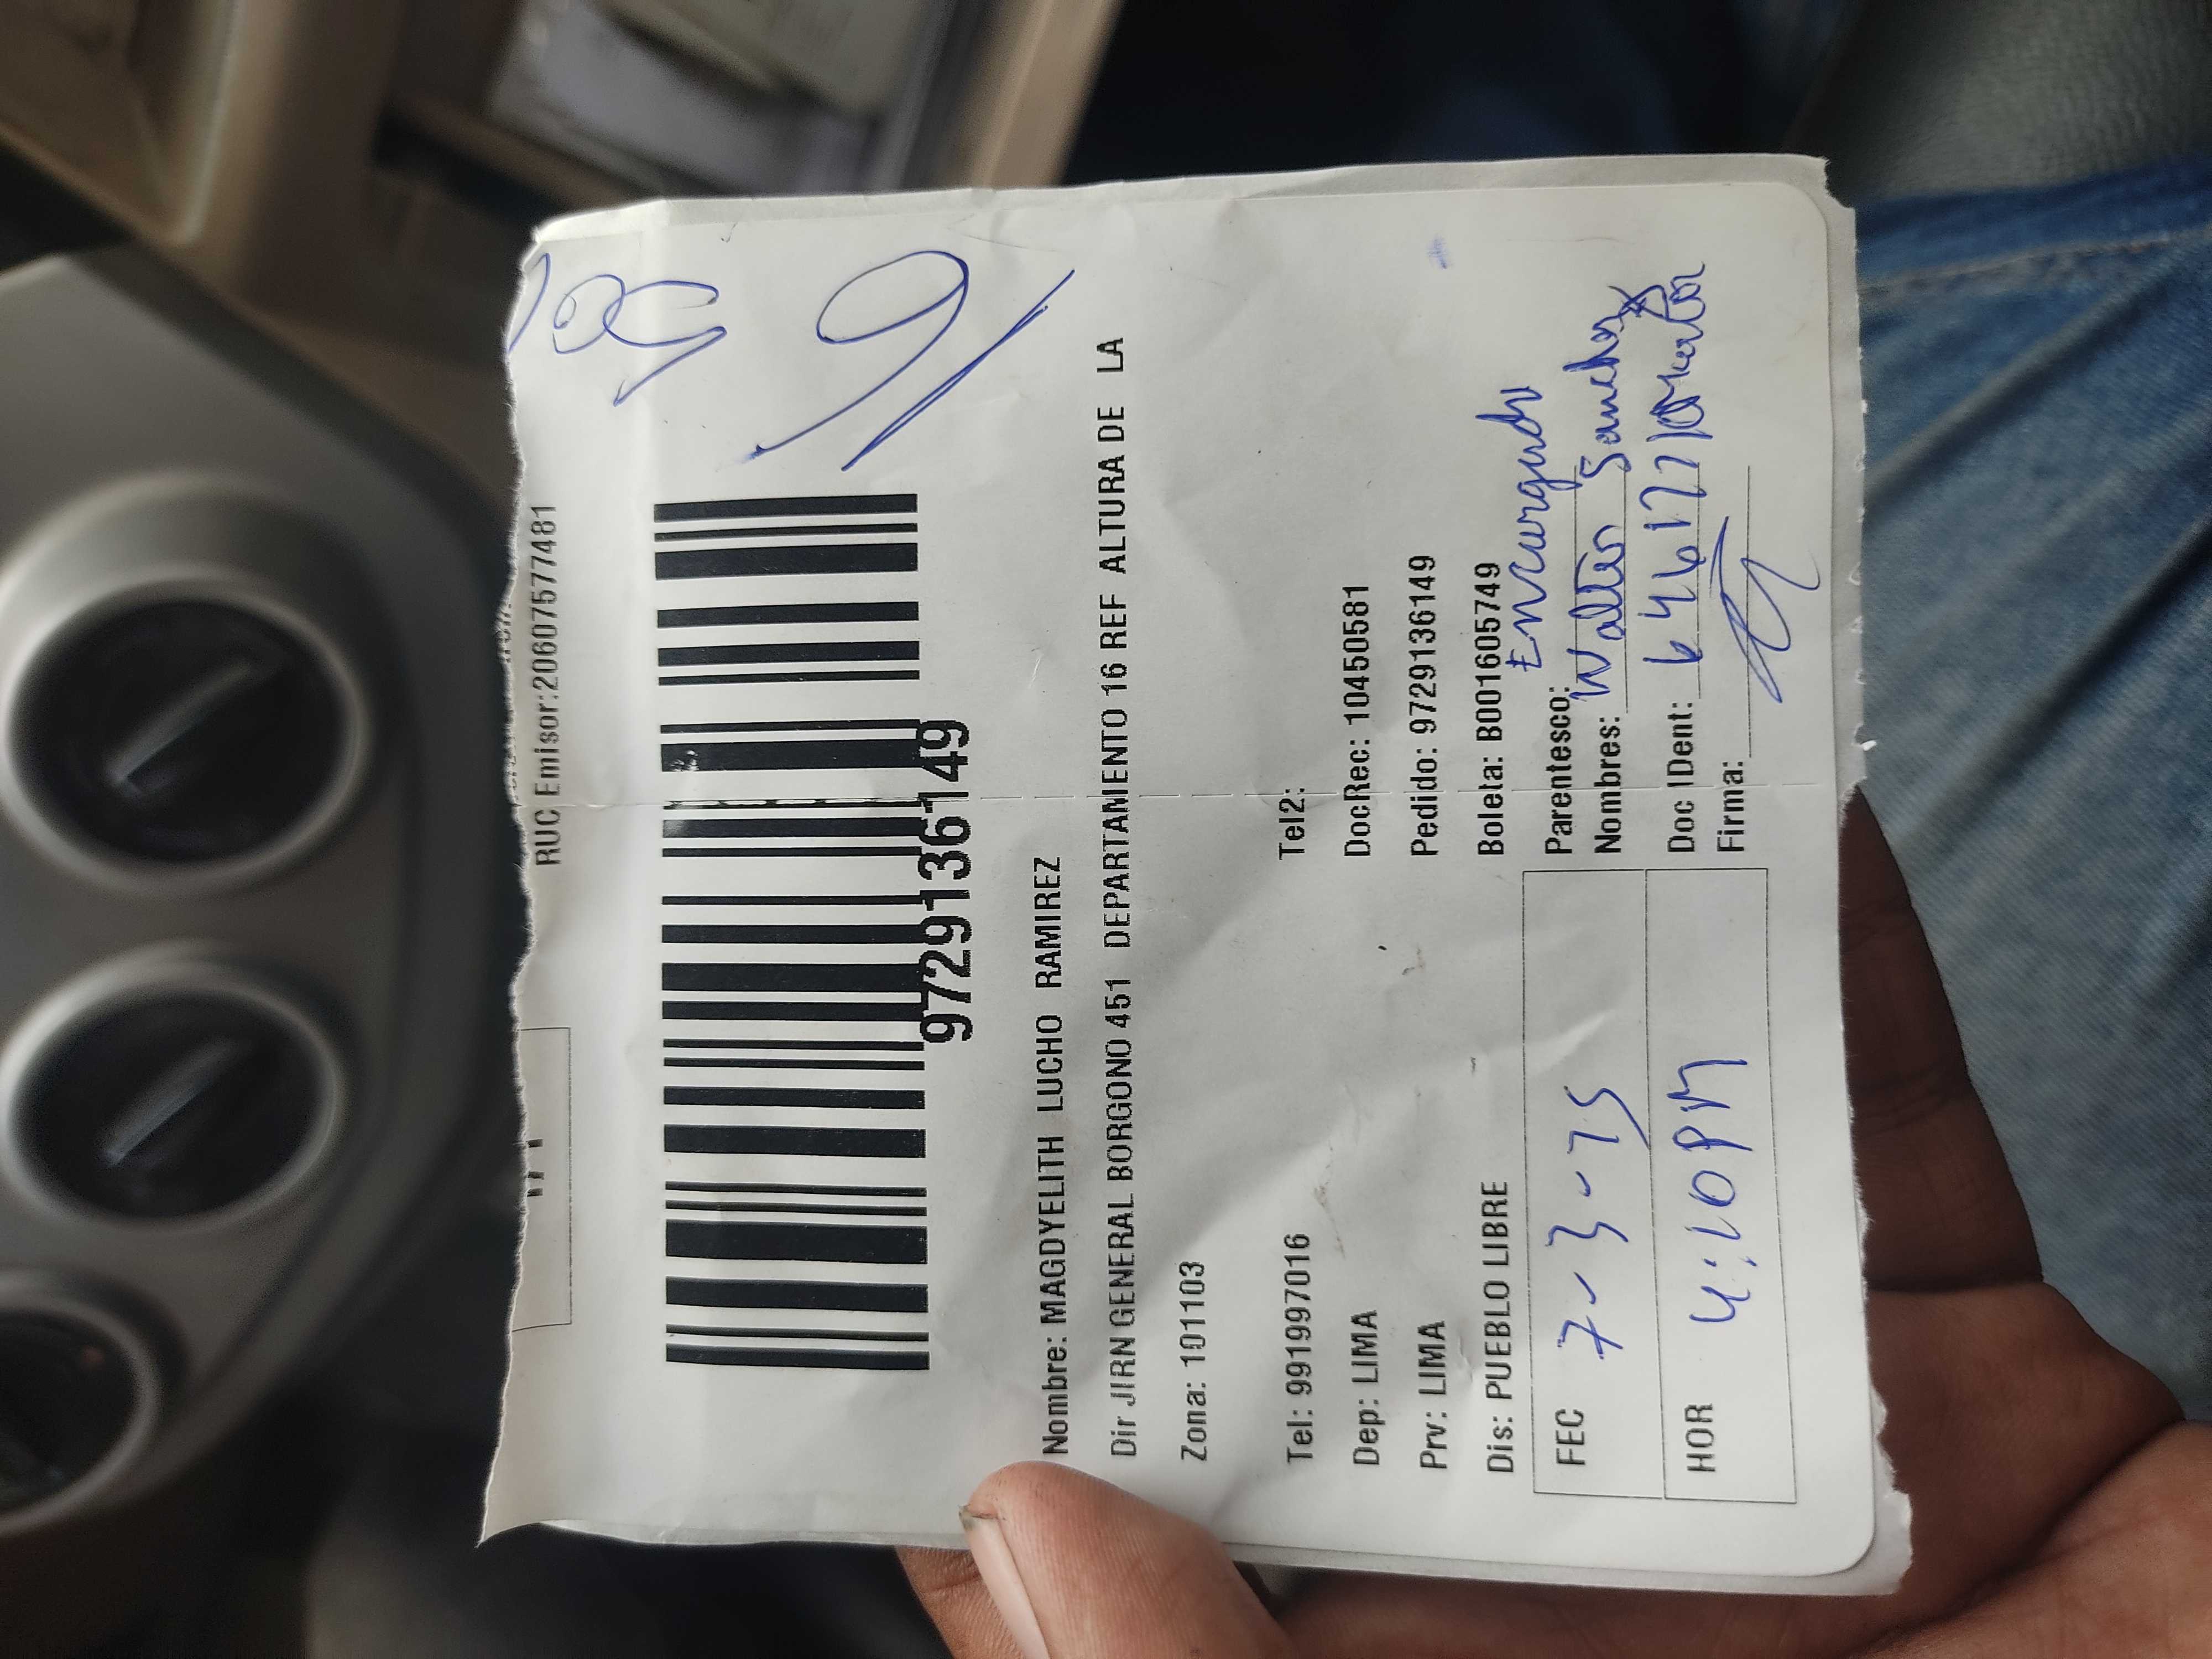 RUC Emisor:20607577481
9729136149
Nombre: MAGDYELITH LUCHO RAMIREZ
Dir JIRN GENERAL BORGONO 451 DEPARTAMENTO 16 REF ALTURA DE LA
Zona: 101103
Tel: 991997016 Tel2:
Dep: LIMA DocRec: 10450581
Prv: LIMA Pedido: 9729136149
Dis: PUEBLO LIBRE Boleta: B001605749
FEC 7-3-25 Parentesco: Encargado
Nombres: Walter Sanchez
HOR 4:10PM Doc IDent:
Firma: